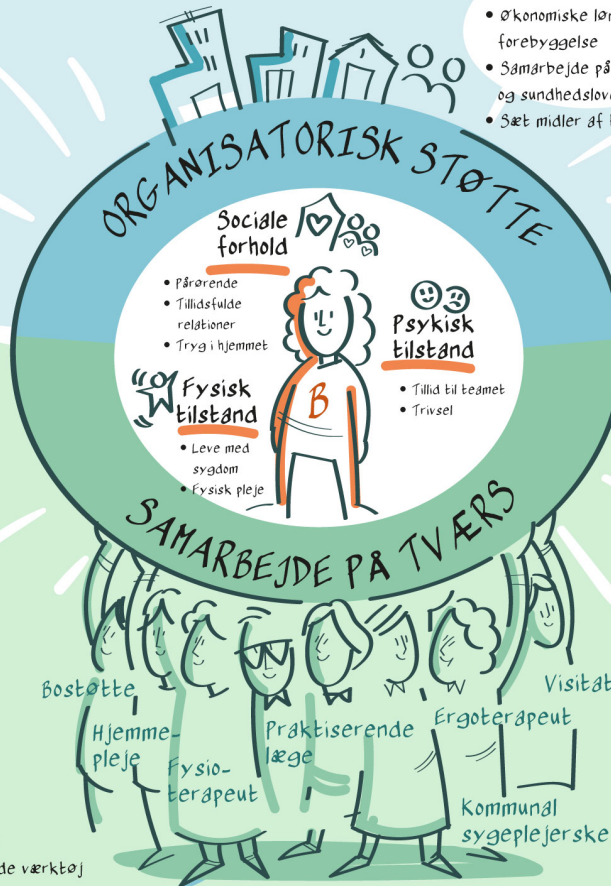 • Økonomiske
forebyggelse
• Samarbejde på
og
• Sæt midler af
ORGANISATORISK STØTTE
Sociale
forhold
• Pårørende
• Tillidsfulde
relationer
• Tryg i hjemmet
Psykisk
tilstand
• Tillid til teamet
• Trivsel
Fysisk
tilstand
• Leve med
sygdom
• Fysisk pleje
B
SAMARBEJDE PÅ TVÆRS
Bostøtte
Hjemme-
pleje
Fysio-
terapeut
Praktiserende
læge
Ergoterapeut
Visitat
Kommunal
sygeplejerske
de værktøj